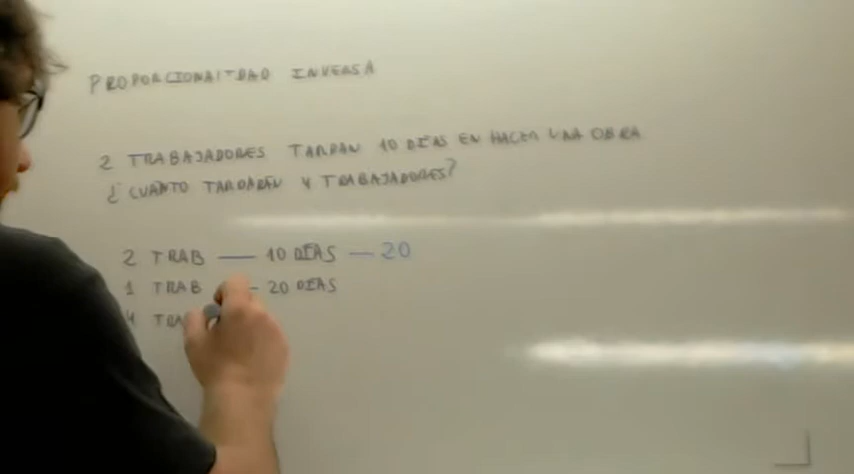 PROPORCIONALIDAD INVERSA
2 TRABAJADORES TARDAN 10 DÍAS EN HACER UNA OBRA
¿CUÁNTO TARDARÁN 4 TRABAJADORES?
2 TRAB — 10 DÍAS — 20
1 TRAB — 20 DÍAS
4 TRA